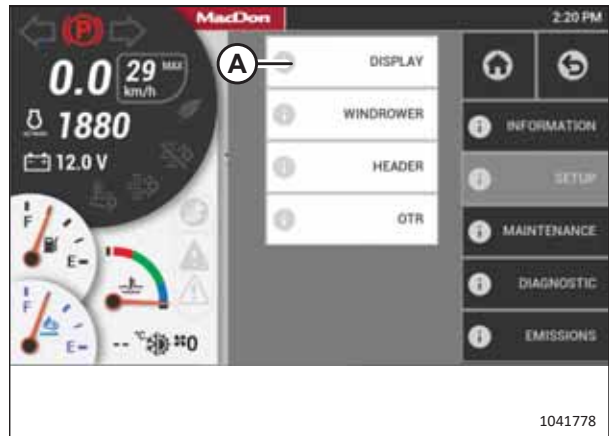 MacDon
2:20 PM
P
0.0
29 MAX
km/h
1880
12.0 V
A
DISPLAY
WINDROWER
HEADER
OTR
INFORMATION
SETUP
MAINTENANCE
DIAGNOSTIC
EMISSIONS
F
E
F
E
-- °C
0
1041778